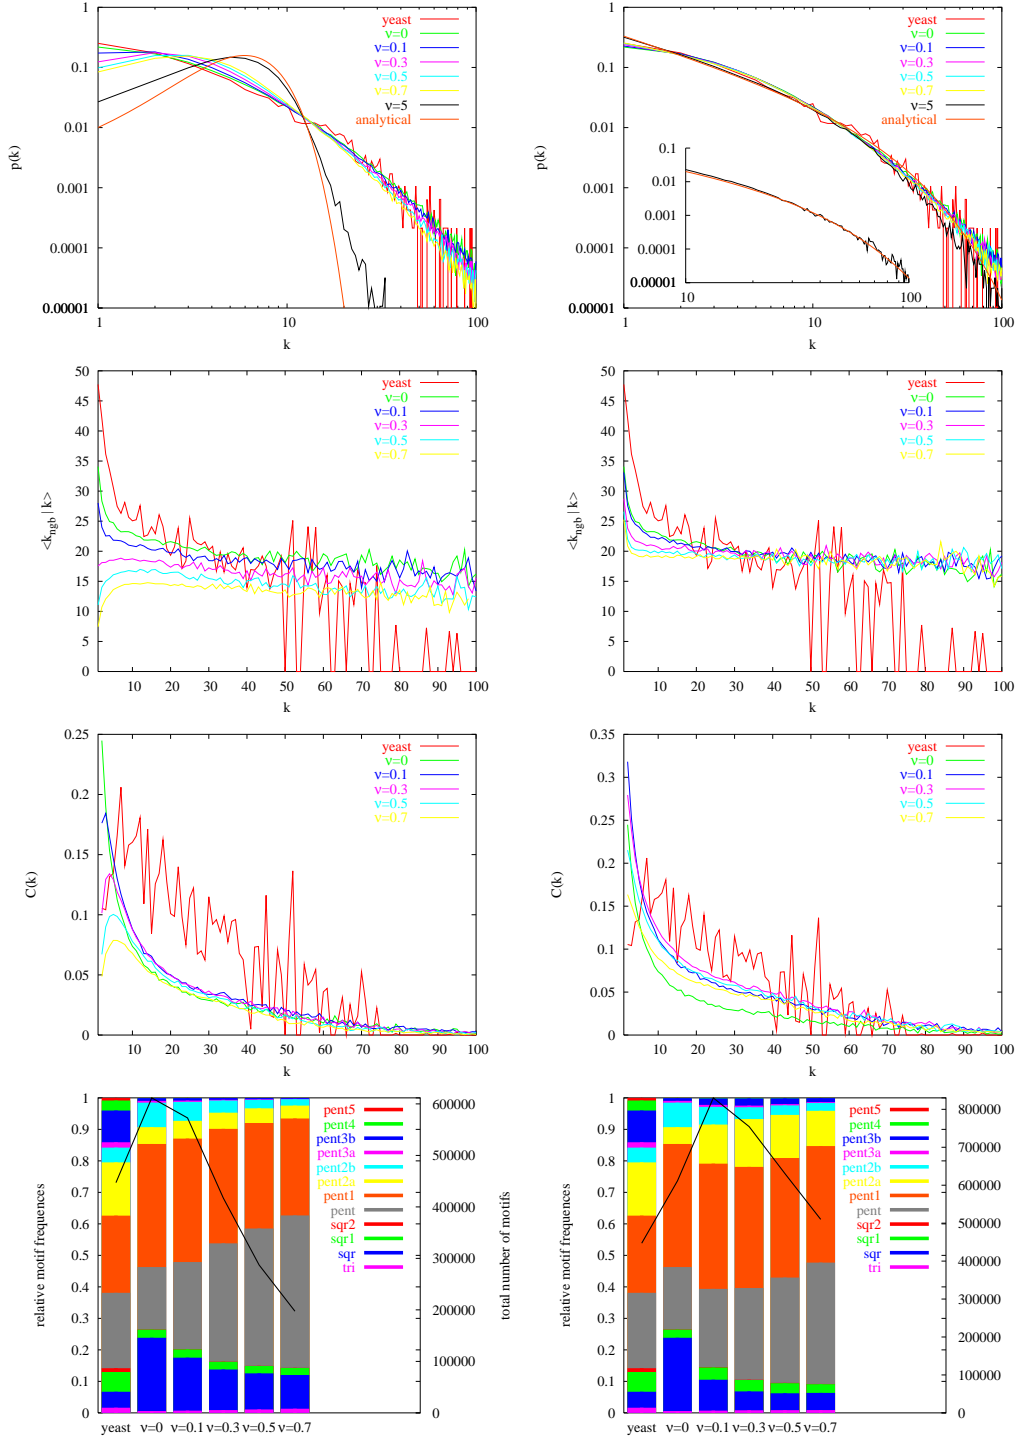 1
0.1
0.01
0.001
0.0001
0.00001
p(k)
1
10
100
k
yeast
ν=0
ν=0.1
ν=0.3
ν=0.5
ν=0.7
ν=5
analytical
1
0.1
0.01
0.001
0.0001
0.00001
p(k)
1
10
100
k
yeast
ν=0
ν=0.1
ν=0.3
ν=0.5
ν=0.7
ν=5
analytical
0.1
0.01
0.001
0.0001
0.00001
10
100
50
45
40
35
30
25
20
15
10
5
0
<k_ngb | k>
10 20 30 40 50 60 70 80 90 100
k
yeast
ν=0
ν=0.1
ν=0.3
ν=0.5
ν=0.7
50
45
40
35
30
25
20
15
10
5
0
<k_ngb | k>
10 20 30 40 50 60 70 80 90 100
k
yeast
ν=0
ν=0.1
ν=0.3
ν=0.5
ν=0.7
0.25
0.2
0.15
0.1
0.05
0
C(k)
10 20 30 40 50 60 70 80 90 100
k
yeast
ν=0
ν=0.1
ν=0.3
ν=0.5
ν=0.7
0.35
0.3
0.25
0.2
0.15
0.1
0.05
0
C(k)
10 20 30 40 50 60 70 80 90 100
k
yeast
ν=0
ν=0.1
ν=0.3
ν=0.5
ν=0.7
1
0.9
0.8
0.7
0.6
0.5
0.4
0.3
0.2
0.1
0
relative motif frequences
yeast ν=0 ν=0.1 ν=0.3 ν=0.5 ν=0.7
pent5
pent4
pent3b
pent3a
pent2b
pent2a
pent1
pent
sqr2
sqr1
sqr
tri
600000
500000
400000
300000
200000
100000
0
total number of motifs
1
0.9
0.8
0.7
0.6
0.5
0.4
0.3
0.2
0.1
0
relative motif frequences
yeast ν=0 ν=0.1 ν=0.3 ν=0.5 ν=0.7
pent5
pent4
pent3b
pent3a
pent2b
pent2a
pent1
pent
sqr2
sqr1
sqr
tri
800000
700000
600000
500000
400000
300000
200000
100000
0